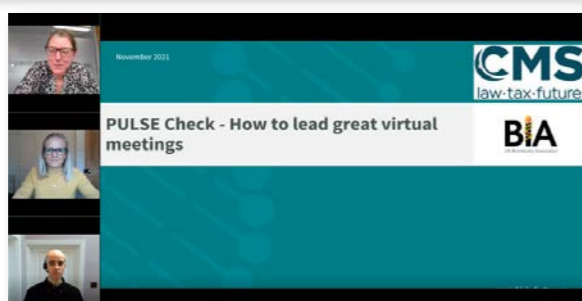 November 2021
CMS
law·tax·future
PULSE Check - How to lead great virtual
meetings
BIA